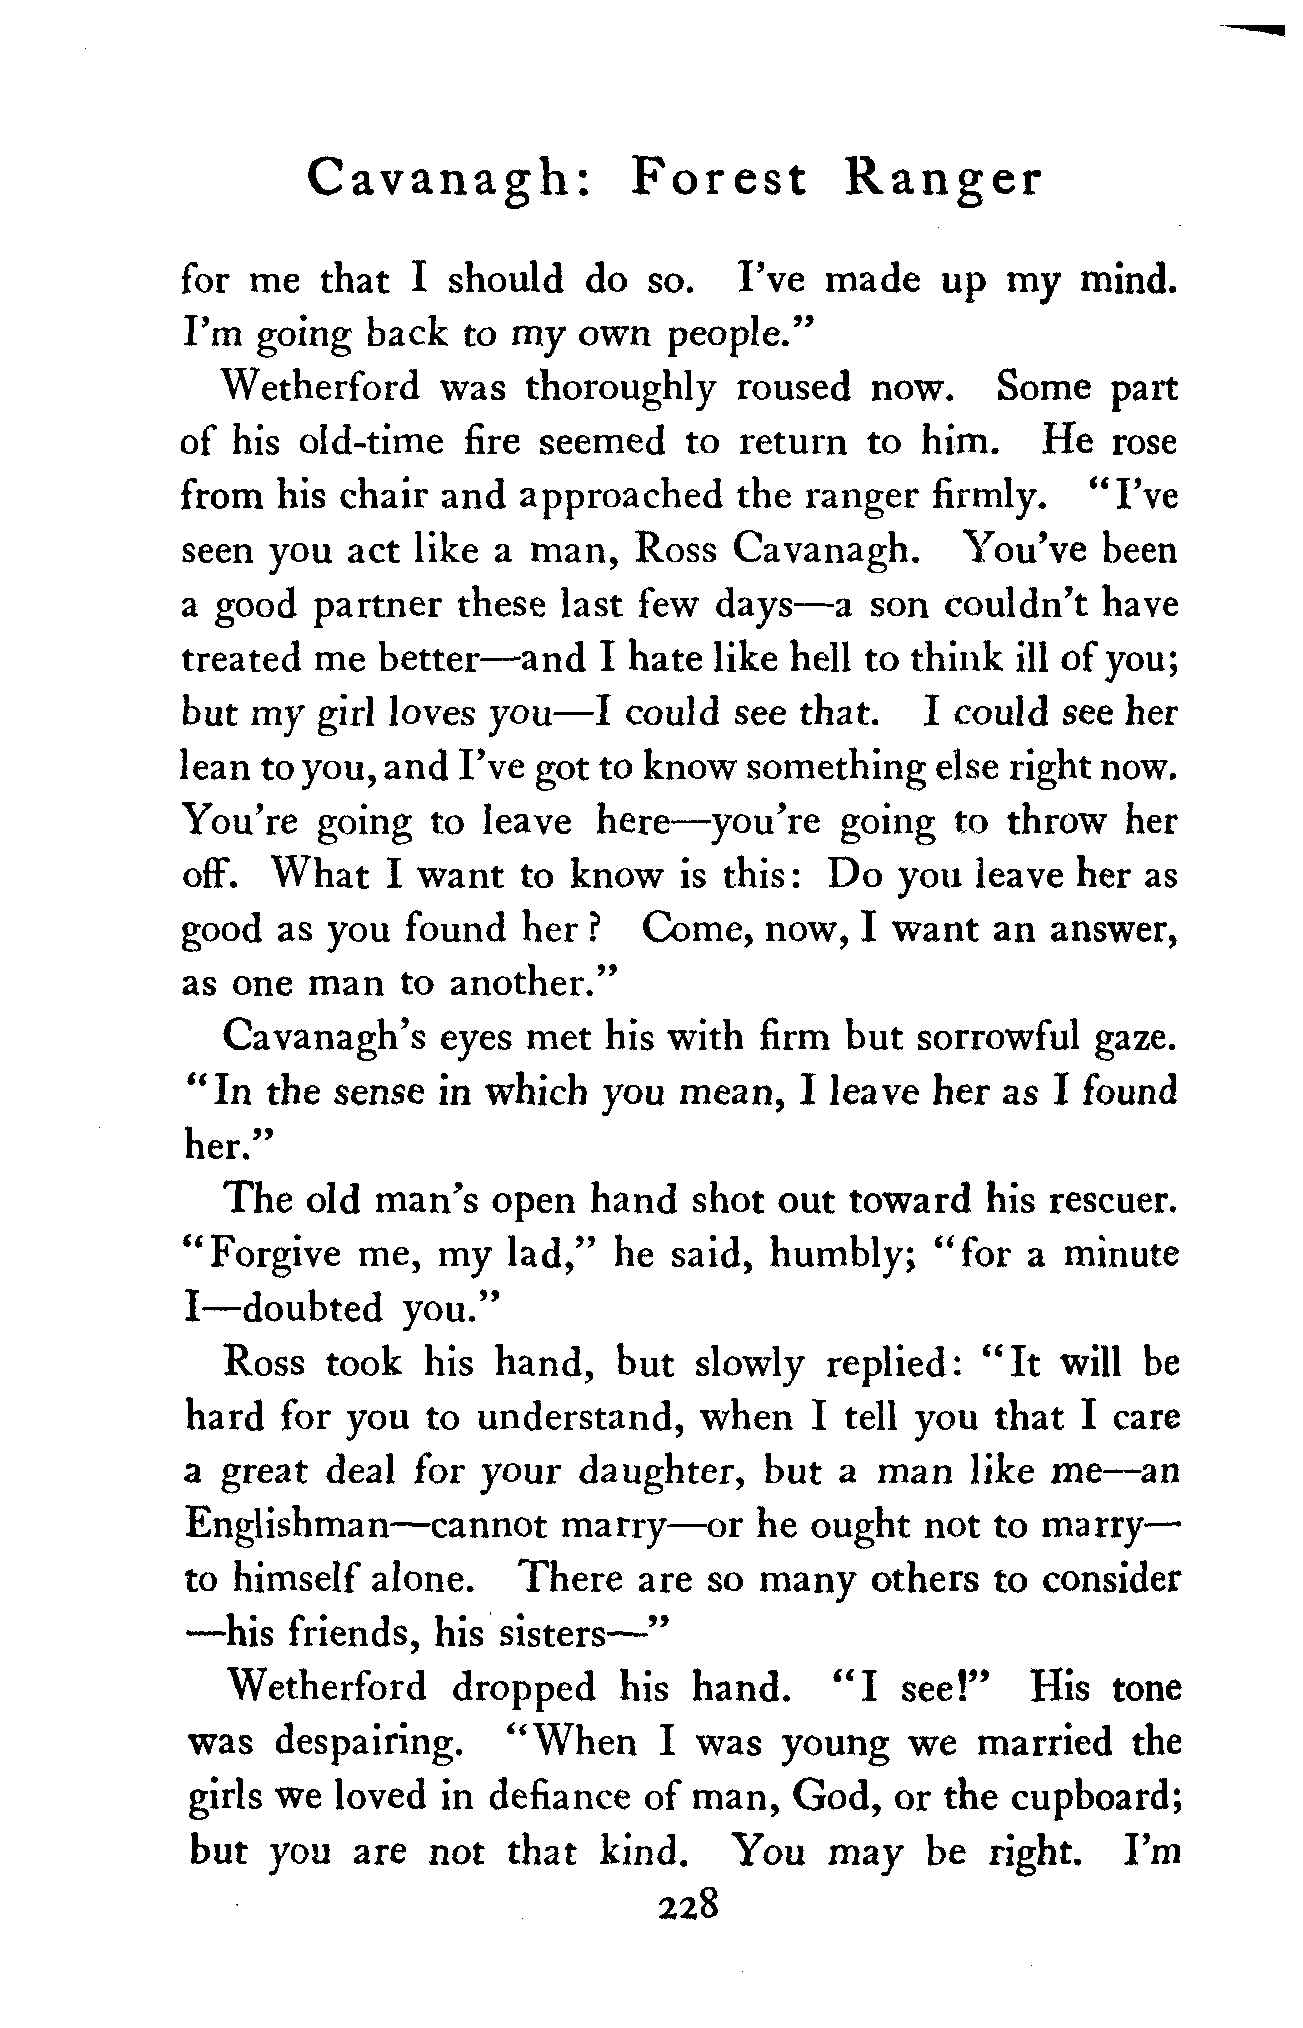 Cavanagh: Forest Ranger
for me that I should do so. I've made up my mind.
I'm going back to my own people."
Wetherford was thoroughly roused now. Some part
of his old-time fire seemed to return to him. He rose
from his chair and approached the ranger firmly. "I've
seen you act like a man, Ross Cavanagh. You've been
a good partner these last few days—a son couldn't have
treated me better—and I hate like hell to think ill of you;
but my girl loves you—I could see that. I could see her
lean to you, and I've got to know something else right now.
You're going to leave here—you're going to throw her
off. What I want to know is this: Do you leave her as
good as you found her? Come, now, I want an answer,
as one man to another."
Cavanagh's eyes met his with firm but sorrowful gaze.
"In the sense in which you mean, I leave her as I found
her."
The old man's open hand shot out toward his rescuer.
"Forgive me, my lad," he said, humbly; "for a minute
I—doubted you."
Ross took his hand, but slowly replied: "It will be
hard for you to understand, when I tell you that I care
a great deal for your daughter, but a man like me—an
Englishman—cannot marry—or he ought not to marry—
to himself alone. There are so many others to consider
—his friends, his sisters—"
Wetherford dropped his hand. "I see!" His tone
was despairing. "When I was young we married the
girls we loved in defiance of man, God, or the cupboard;
but you are not that kind. You may be right. I'm
228